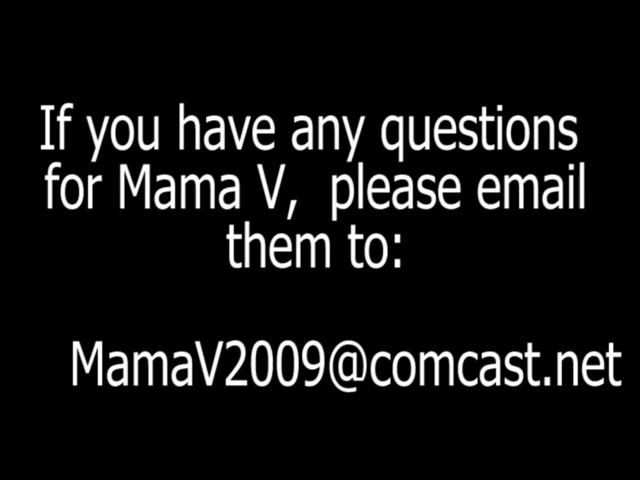 If you have any questions
for Mama V,  please email
them to:
MamaV2009@comcast.net